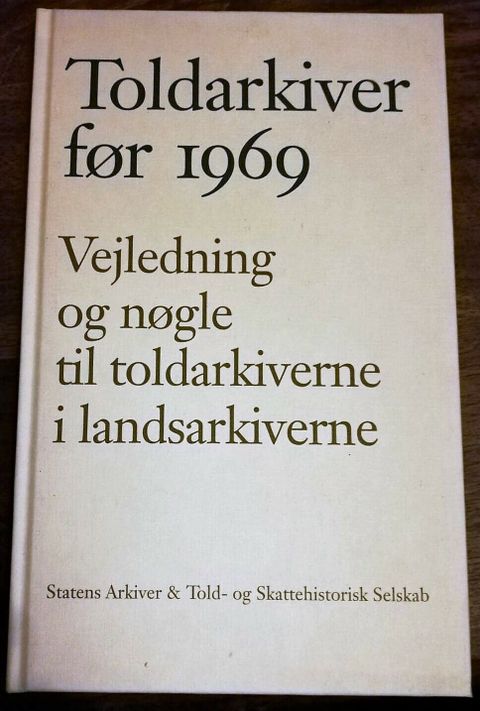 Toldarkiver
før 1969
Vejledning
og nøgle
til toldarkiverne
i landsarkiverne
Statens Arkiver & Told- og Skattehistorisk Selskab